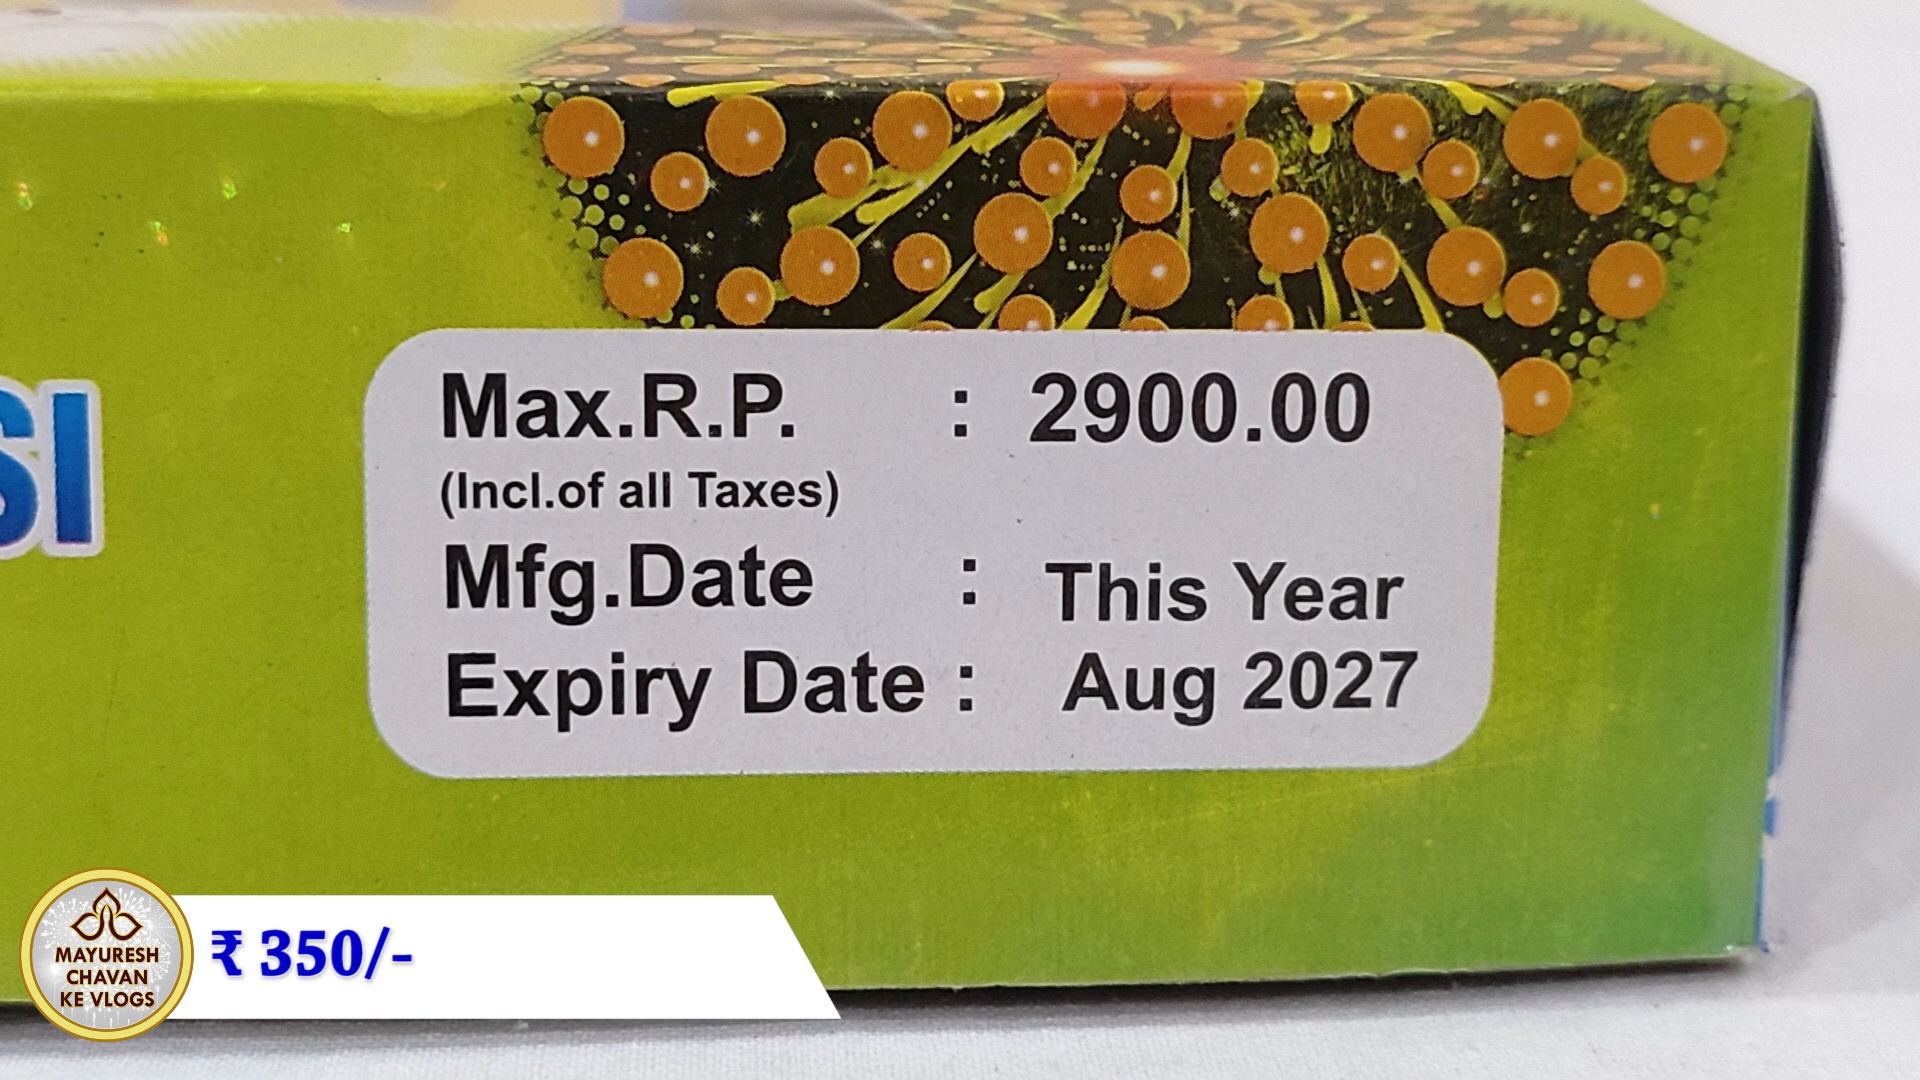 SI
Max.R.P. : 2900.00
(Incl.of all Taxes)
Mfg.Date : This Year
Expiry Date : Aug 2027
MAYURESH
CHAVAN
KE VLOGS
₹ 350/-